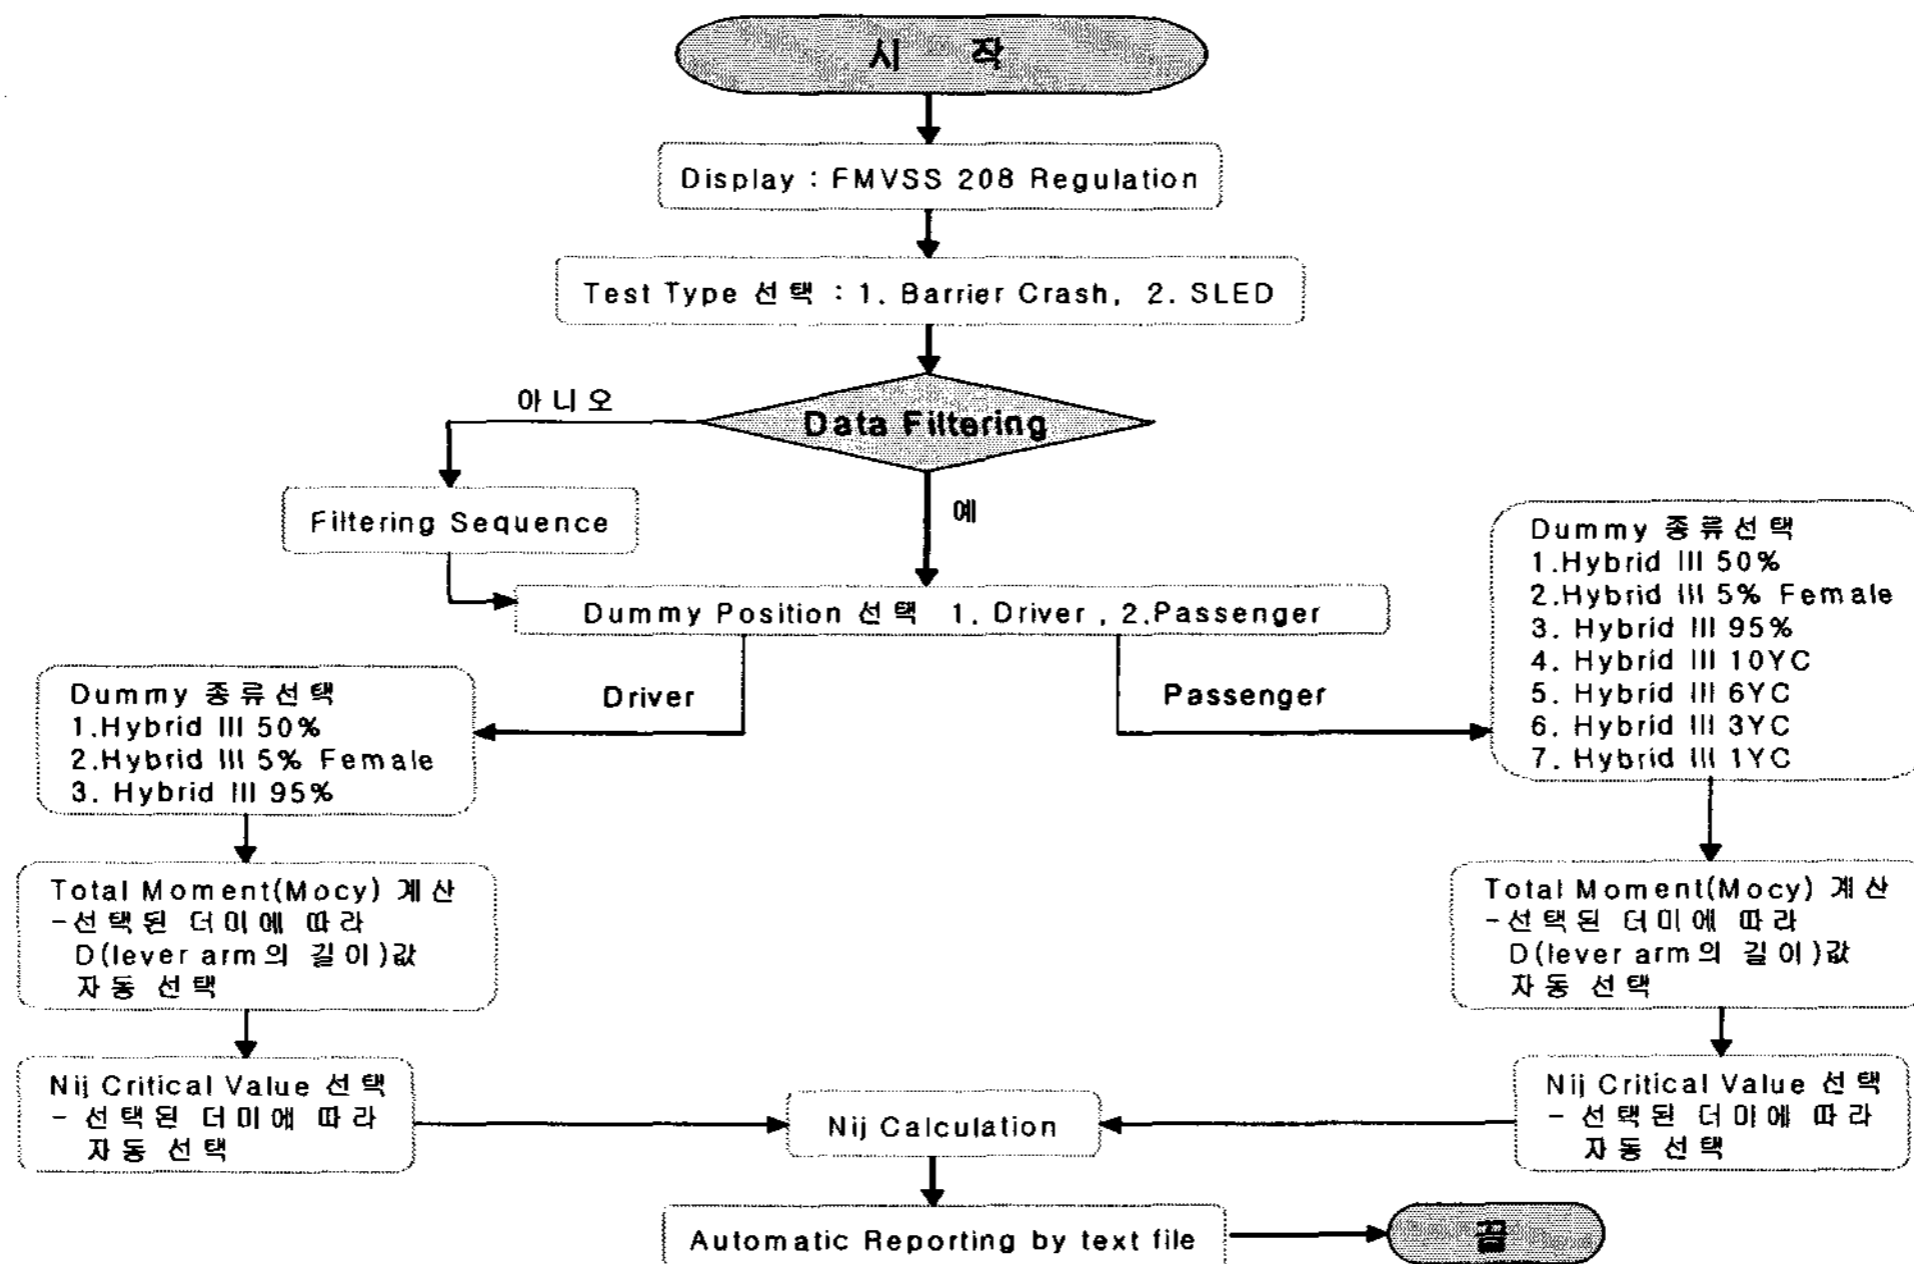 시 작
Display : FMVSS 208 Regulation
Test Type 선택 : 1. Barrier Crash, 2. SLED
아니오
Data Filtering
예
Filtering Sequence
Dummy Position 선택 1. Driver , 2.Passenger
Driver
Passenger
Dummy 종류선택
1.Hybrid III 50%
2.Hybrid III 5% Female
3. Hybrid III 95%
Total Moment(Mocy) 계산
-선택된 더미에 따라
D(lever arm의 길이)값
자동 선택
Nij Critical Value 선택
- 선택된 더미에 따라
자동 선택
Dummy 종류선택
1.Hybrid III 50%
2.Hybrid III 5% Female
3. Hybrid III 95%
4. Hybrid III 10YC
5. Hybrid III 6YC
6. Hybrid III 3YC
7. Hybrid III 1YC
Total Moment(Mocy) 계산
-선택된 더미에 따라
D(lever arm의 길이)값
자동 선택
Nij Critical Value 선택
- 선택된 더미에 따라
자동 선택
Nij Calculation
Automatic Reporting by text file
끝